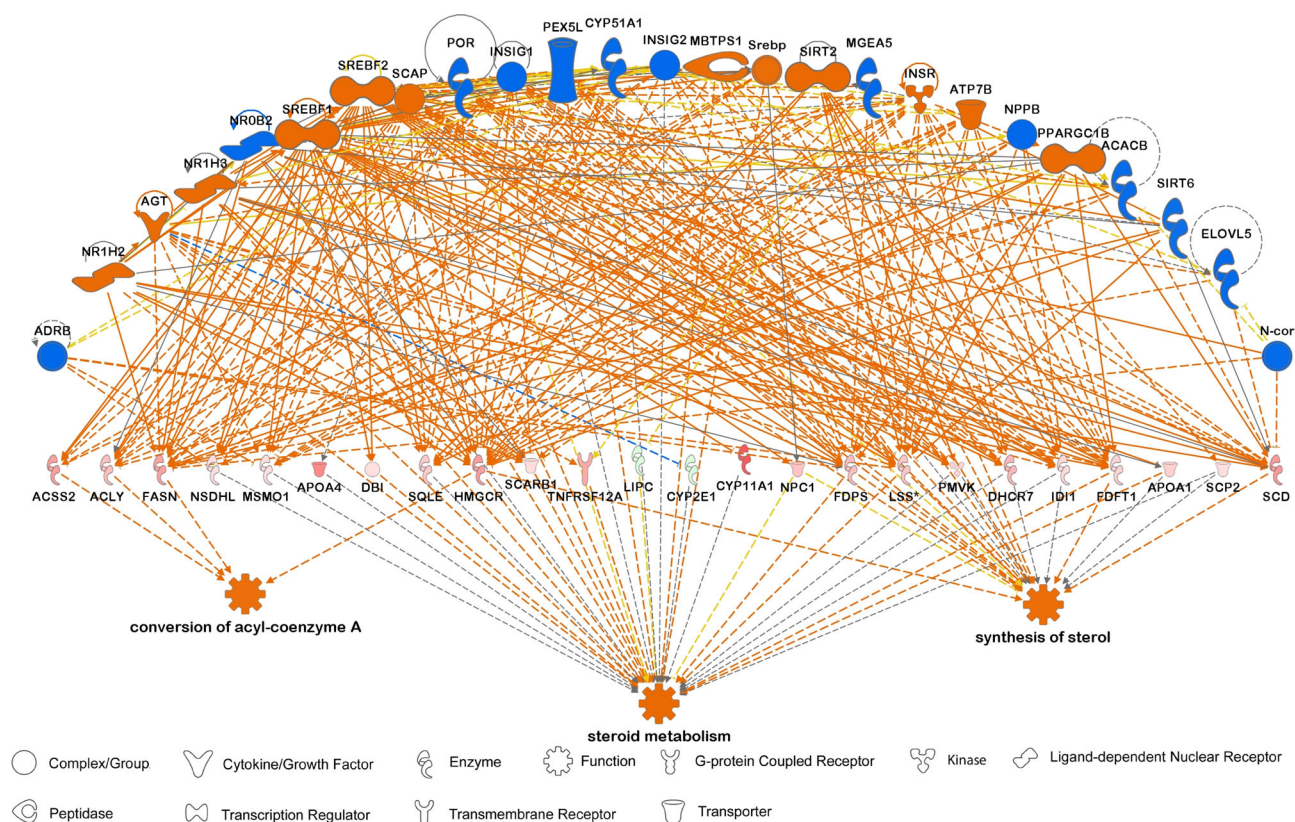 POR
INSIG1
PEX5L
CYP51A1
INSIG2
MBTPS1
Srebp
SIRT2
MGEA5
SREBF2
SCAP
INSR
ATP7B
NPPB
SREBF1
NR0B2
PPARGC1B
ACACB
NR1H3
SIRT6
AGT
ELOVL5
NR1H2
ADRB
N-cor
ACSS2
ACLY
FASN
NSDHL
MSMO1
APOA4
DBI
SQLE
HMGCR
SCARB1
TNFRSF12A
LIPC
CYP2E1
CYP11A1
NPC1
FDPS
LSS*
PMVK
DHCR7
IDI1
FDFT1
APOA1
SCP2
SCD
conversion of acyl-coenzyme A
synthesis of sterol
steroid metabolism
Complex/Group
Cytokine/Growth Factor
Enzyme
Function
G-protein Coupled Receptor
Kinase
Ligand-dependent Nuclear Receptor
Peptidase
Transcription Regulator
Transmembrane Receptor
Transporter